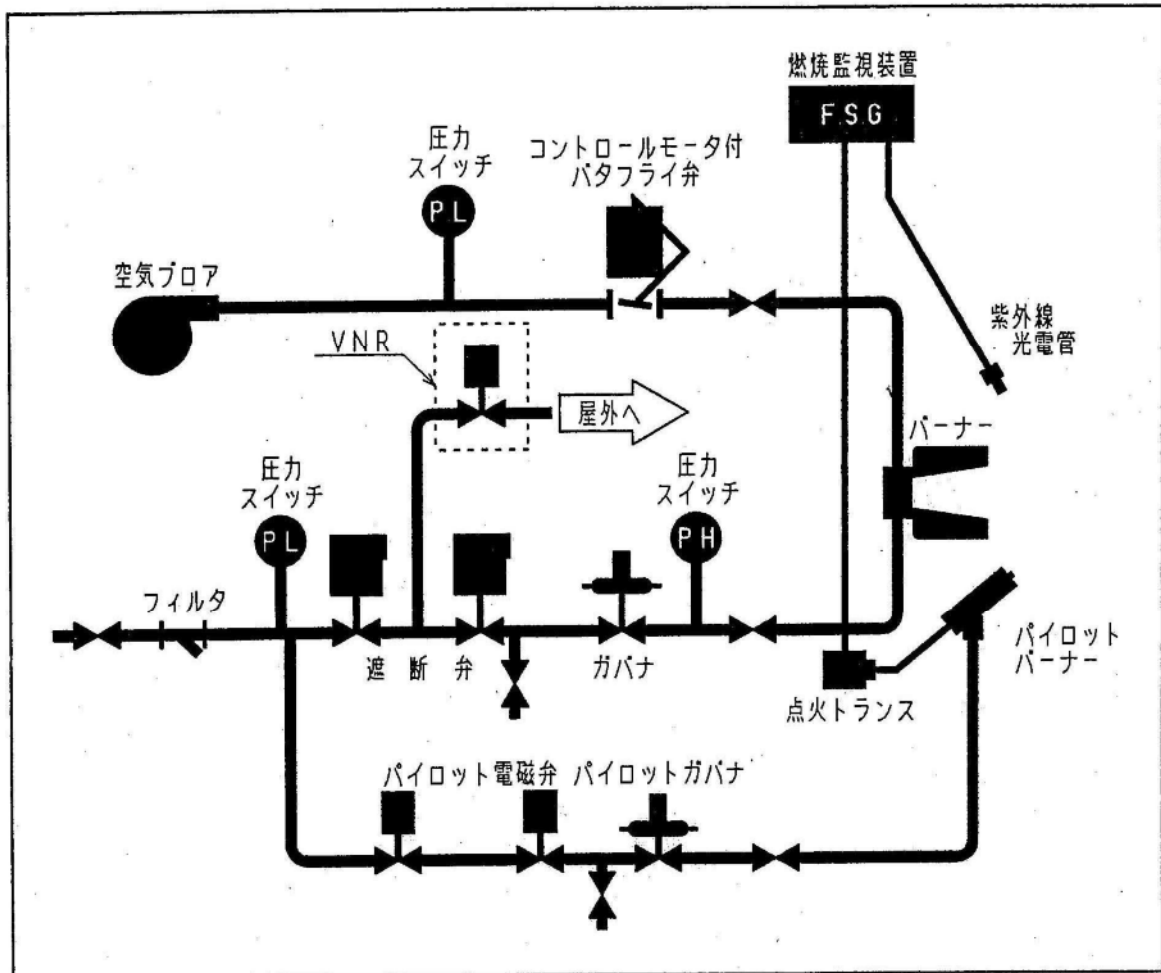 燃焼監視装置
F.S.G
圧力
スイッチ
PL
コントロールモータ付
バタフライ弁
空気ブロア
紫外線
光電管
VNR
屋外へ
バーナー
圧力
スイッチ
PL
圧力
スイッチ
PH
フィルタ
遮断弁
ガバナ
パイロット
バーナー
点火トランス
パイロット電磁弁
パイロットガバナ